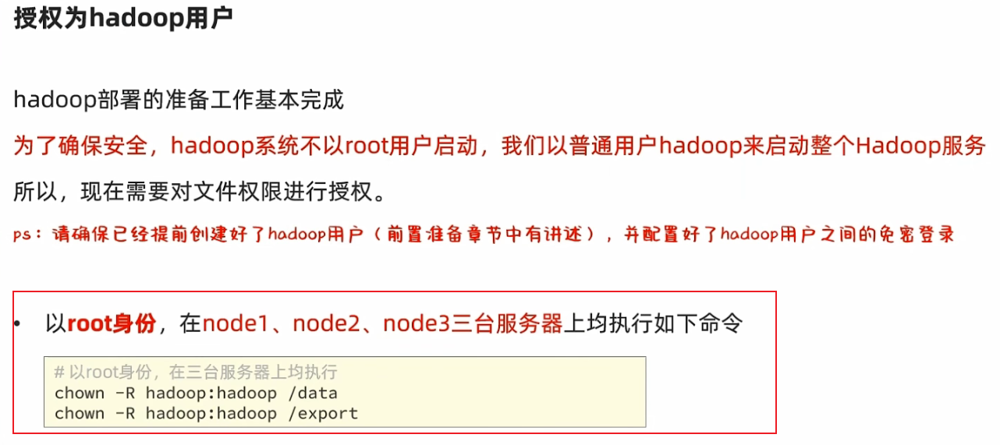 授权为hadoop用户
hadoop部署的准备工作基本完成
为了确保安全，hadoop系统不以root用户启动，我们以普通用户hadoop来启动整个Hadoop服务
所以，现在需要对文件权限进行授权。
ps：请确保已经提前创建好了hadoop用户（前置准备章节中有讲述），并配置好了hadoop用户之间的免密登录
• 以root身份，在node1、node2、node3三台服务器上均执行如下命令
# 以root身份，在三台服务器上均执行
chown -R hadoop:hadoop /data
chown -R hadoop:hadoop /export